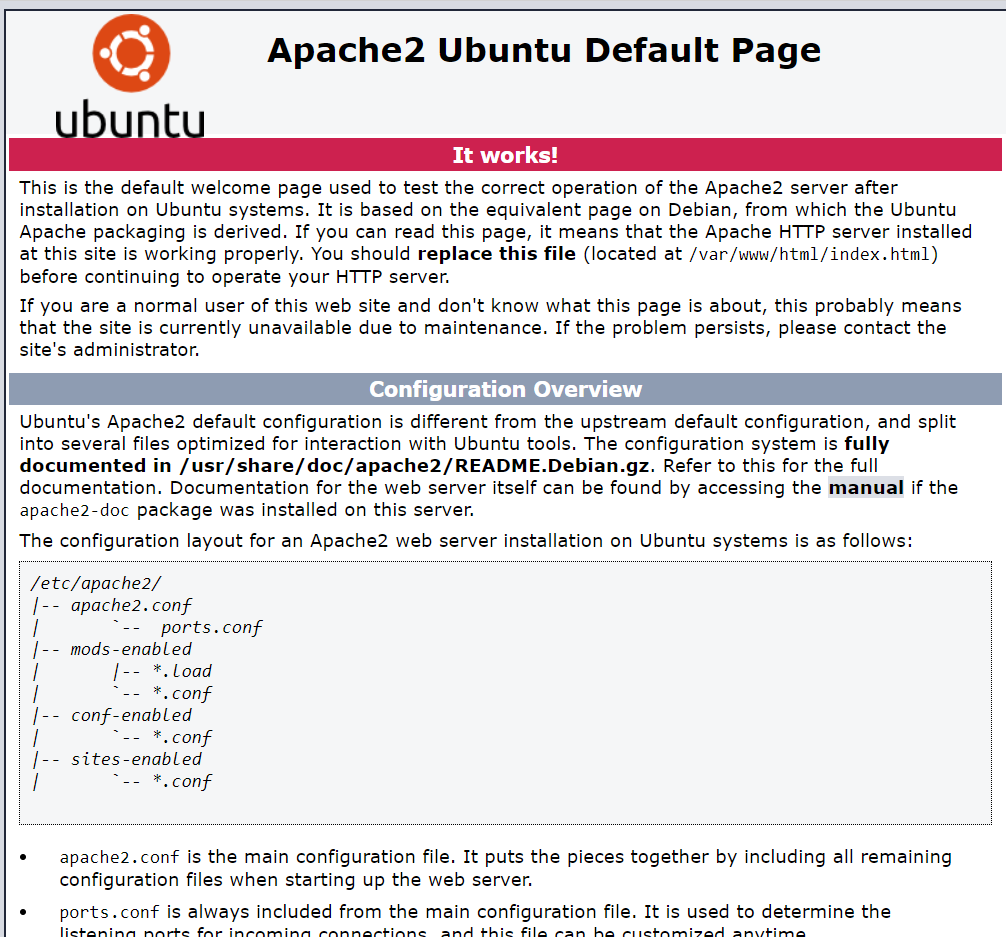 ubuntu
Apache2 Ubuntu Default Page
It works!
This is the default welcome page used to test the correct operation of the Apache2 server after
installation on Ubuntu systems. It is based on the equivalent page on Debian, from which the Ubuntu
Apache packaging is derived. If you can read this page, it means that the Apache HTTP server installed
at this site is working properly. You should replace this file (located at /var/www/html/index.html)
before continuing to operate your HTTP server.
If you are a normal user of this web site and don't know what this page is about, this probably means
that the site is currently unavailable due to maintenance. If the problem persists, please contact the
site's administrator.
Configuration Overview
Ubuntu's Apache2 default configuration is different from the upstream default configuration, and split
into several files optimized for interaction with Ubuntu tools. The configuration system is fully
documented in /usr/share/doc/apache2/README.Debian.gz. Refer to this for the full
documentation. Documentation for the web server itself can be found by accessing the manual if the
apache2-doc package was installed on this server.
The configuration layout for an Apache2 web server installation on Ubuntu systems is as follows:
/etc/apache2/
|-- apache2.conf
|       `--  ports.conf
|-- mods-enabled
|       |-- *.load
|       `-- *.conf
|-- conf-enabled
|       `-- *.conf
|-- sites-enabled
|       `-- *.conf
• apache2.conf is the main configuration file. It puts the pieces together by including all remaining
configuration files when starting up the web server.
• ports.conf is always included from the main configuration file. It is used to determine the
listening ports for incoming connections, and this file can be customized anytime.